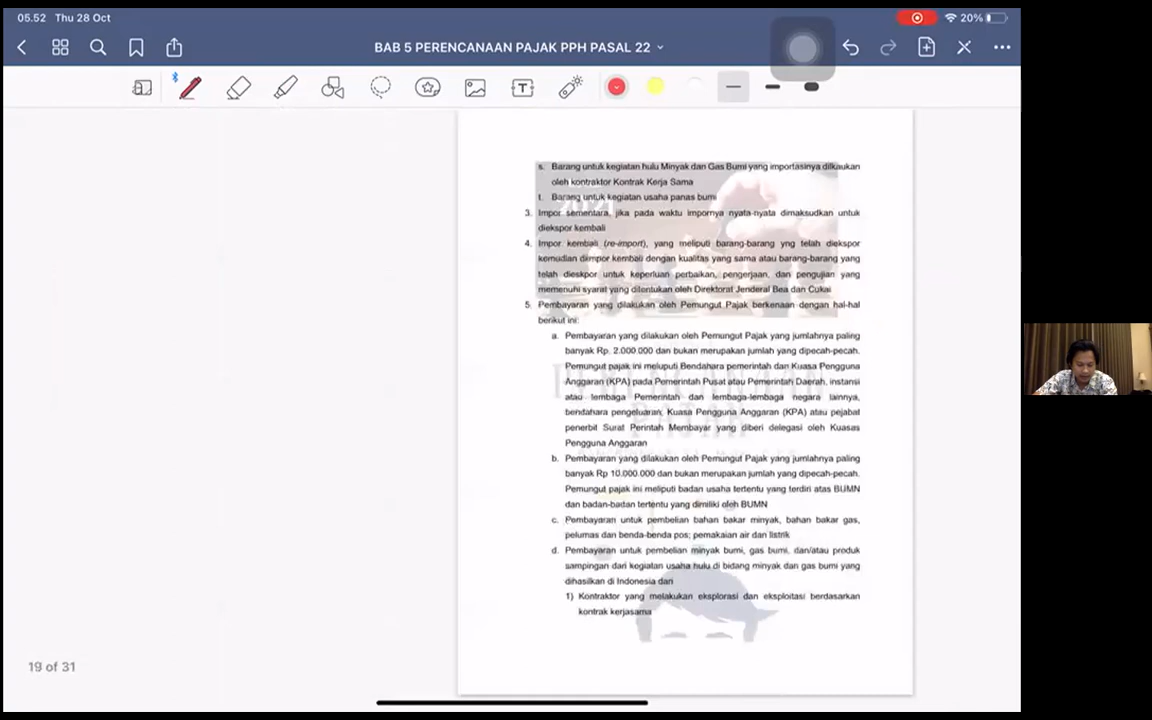 05.52 Thu 28 Oct
20%
BAB 5 PERENCANAAN PAJAK PPH PASAL 22
s. Barang untuk kegiatan hulu Minyak dan Gas Bumi yang importasinya dilkaukan
oleh kontraktor Kontrak Kerja Sama
t. Barang untuk kegiatan usaha panas bumi
3. Impor sementara, jika pada waktu impornya nyata-nyata dimaksudkan untuk
diekspor kembali
4. Impor kembali (re-import), yang meliputi barang-barang yng telah diekspor
kemudian diimpor kembali dengan kualitas yang sama atau barang-barang yang
telah dieskpor untuk keperluan perbaikan, pengerjaan, dan pengujian yang
memenuhi syarat yang ditentukan oleh Direktorat Jenderal Bea dan Cukai
5. Pembayaran yang dilakukan oleh Pemungut Pajak berkenaan dengan hal-hal
berikut ini:
a. Pembayaran yang dilakukan oleh Pemungut Pajak yang jumlahnya paling
banyak Rp. 2.000.000 dan bukan merupakan jumlah yang dipecah-pecah.
Pemungut pajak ini meluputi Bendahara pemerintah dan Kuasa Pengguna
Anggaran (KPA) pada Pemerintah Pusat atau Pemerintah Daerah, instansi
atau lembaga Pemerintah dan lembaga-lembaga negara lainnya,
bendahara pengeluaran, Kuasa Pengguna Anggaran (KPA) atau pejabat
penerbit Surat Perintah Membayar yang diberi delegasi oleh Kuasas
Pengguna Anggaran
b. Pembayaran yang dilakukan oleh Pemungut Pajak yang jumlahnya paling
banyak Rp 10.000.000 dan bukan merupakan jumlah yang dipecah-pecah.
Pemungut pajak ini meliputi badan usaha tertentu yang terdiri atas BUMN
dan badan-badan tertentu yang dimiliki oleh BUMN
c. Pembayaran untuk pembelian bahan bakar minyak, bahan bakar gas,
pelumas dan benda-benda pos; pemakaian air dan listrik
d. Pembayaran untuk pembelian minyak bumi, gas bumi, dan/atau produk
sampingan dari kegiatan usaha hulu di bidang minyak dan gas bumi yang
dihasilkan di Indonesia dari
1) Kontraktor yang melakukan eksplorasi dan eksploitasi berdasarkan
kontrak kerjasama
19 of 31